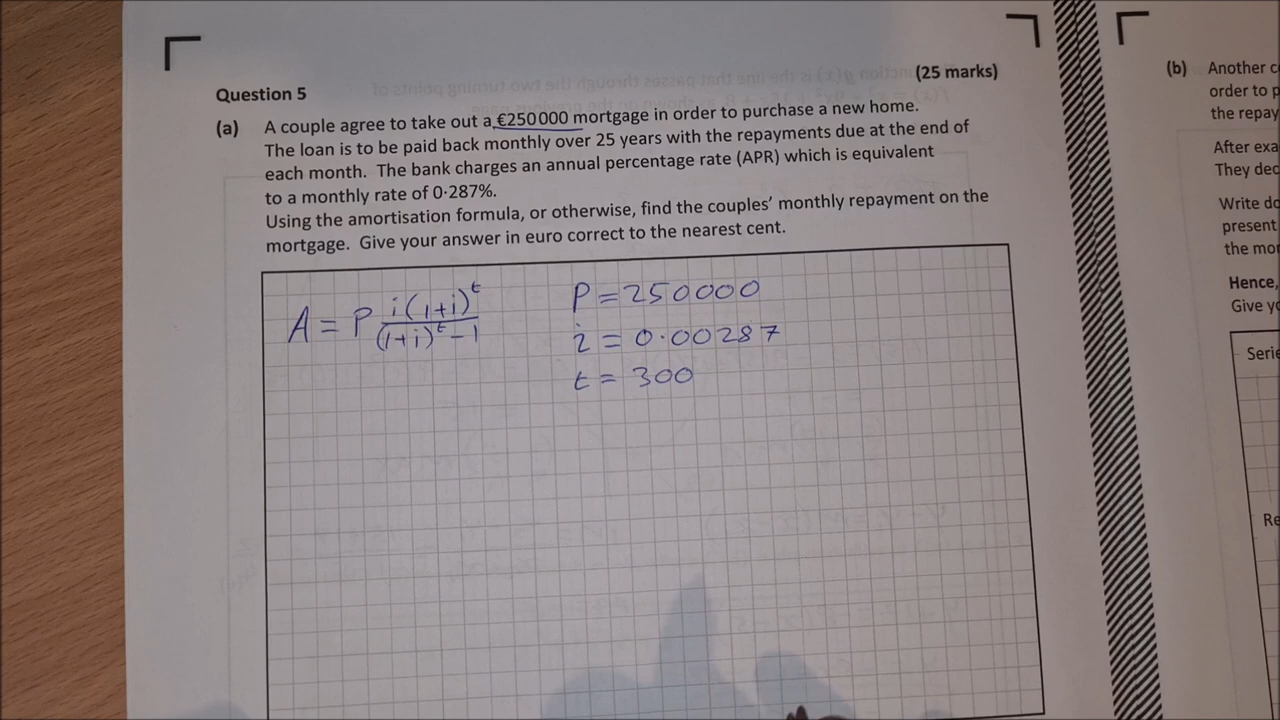 (25 marks)
Question 5
(a) A couple agree to take out a €250 000 mortgage in order to purchase a new home.
The loan is to be paid back monthly over 25 years with the repayments due at the end of
each month. The bank charges an annual percentage rate (APR) which is equivalent
to a monthly rate of 0·287%.
Using the amortisation formula, or otherwise, find the couples’ monthly repayment on the
mortgage. Give your answer in euro correct to the nearest cent.
A = P i(1+i)^t / (1+i)^t - 1
P = 250000
i = 0.00287
t = 300
(b) Another c
order to p
the repay
After exa
They dec
Write do
present
the mor
Hence,
Give yo
Serie
Re